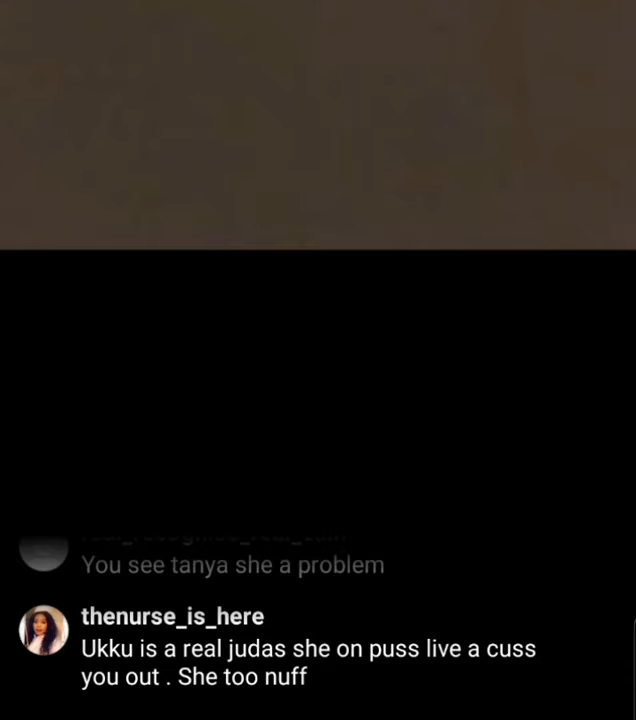 You see tanya she a problem
thenurse_is_here
Ukku is a real judas she on puss live a cuss
you out . She too nuff